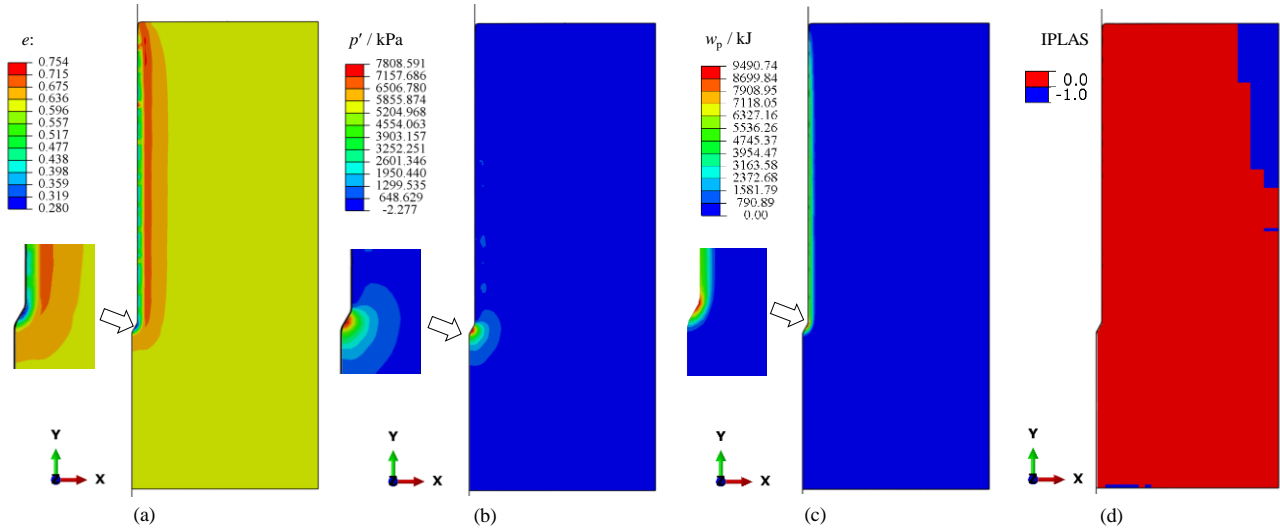 e:
0.754
0.715
0.675
0.636
0.596
0.557
0.517
0.477
0.438
0.398
0.359
0.319
0.280
Y
X
(a)
p′ / kPa
7808.591
7157.686
6506.780
5855.874
5204.968
4554.063
3903.157
3252.251
2601.346
1950.440
1299.535
648.629
-2.277
Y
X
(b)
wp / kJ
9490.74
8699.84
7908.95
7118.05
6327.16
5536.26
4745.37
3954.47
3163.58
2372.68
1581.79
790.89
0.00
Y
X
(c)
IPLAS
0.0
-1.0
Y
X
(d)